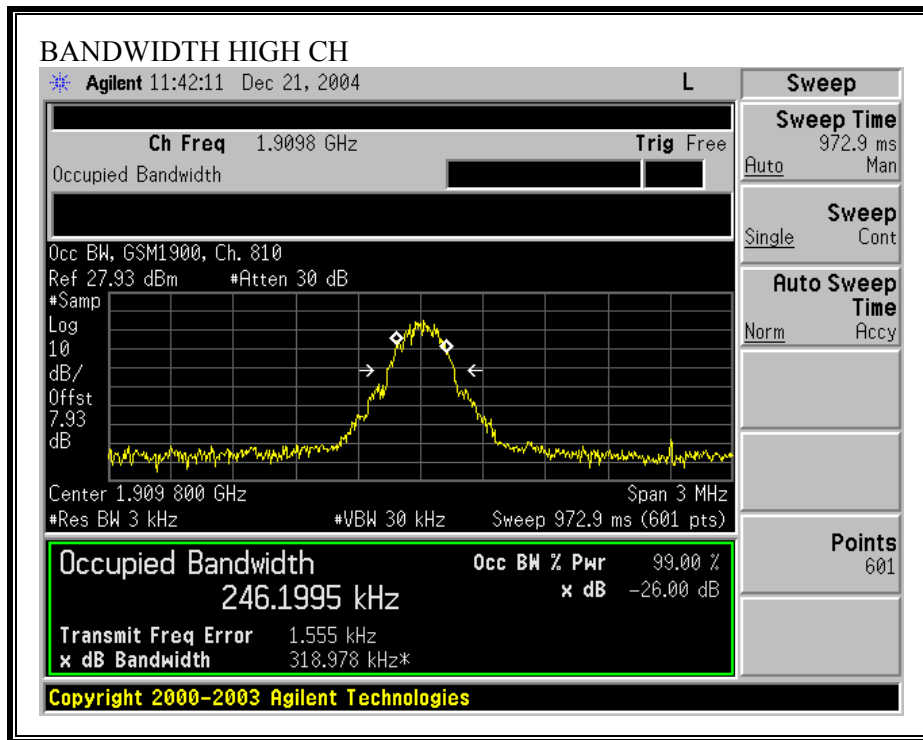 BANDWIDTH HIGH CH
Agilent 11:42:11 Dec 21, 2004 L
Sweep
Ch Freq 1.9098 GHz Trig Free
Occupied Bandwidth
Sweep Time
972.9 ms
Auto Man
Sweep
Single Cont
Auto Sweep
Time
Norm Accy
Points
601
Occ BW, GSM1900, Ch. 810
Ref 27.93 dBm #Atten 30 dB
#Samp
Log
10
dB/
Offst
7.93
dB
Center 1.909 800 GHz Span 3 MHz
#Res BW 3 kHz #VBW 30 kHz Sweep 972.9 ms (601 pts)
Occupied Bandwidth Occ BW % Pwr 99.00 %
246.1995 kHz x dB -26.00 dB
Transmit Freq Error 1.555 kHz
x dB Bandwidth 318.978 kHz*
Copyright 2000-2003 Agilent Technologies